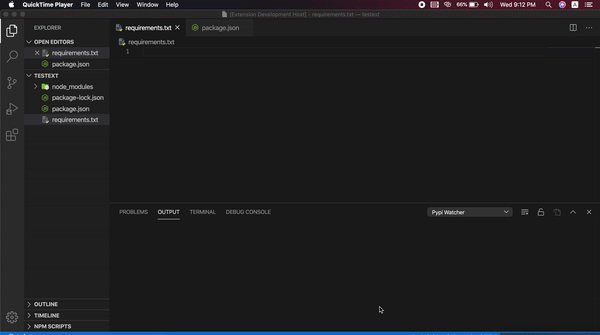 QuickTime Player File Edit View Window Help 66% Wed 9:12 PM A
[Extension Development Host] - requirements.txt — testext
EXPLORER
requirements.txt
package.json
OPEN EDITORS
requirements.txt
package.json
TESTEXT
node_modules
package-lock.json
package.json
requirements.txt
requirements.txt
1
PROBLEMS OUTPUT TERMINAL DEBUG CONSOLE
Pypi Watcher
OUTLINE
TIMELINE
NPM SCRIPTS